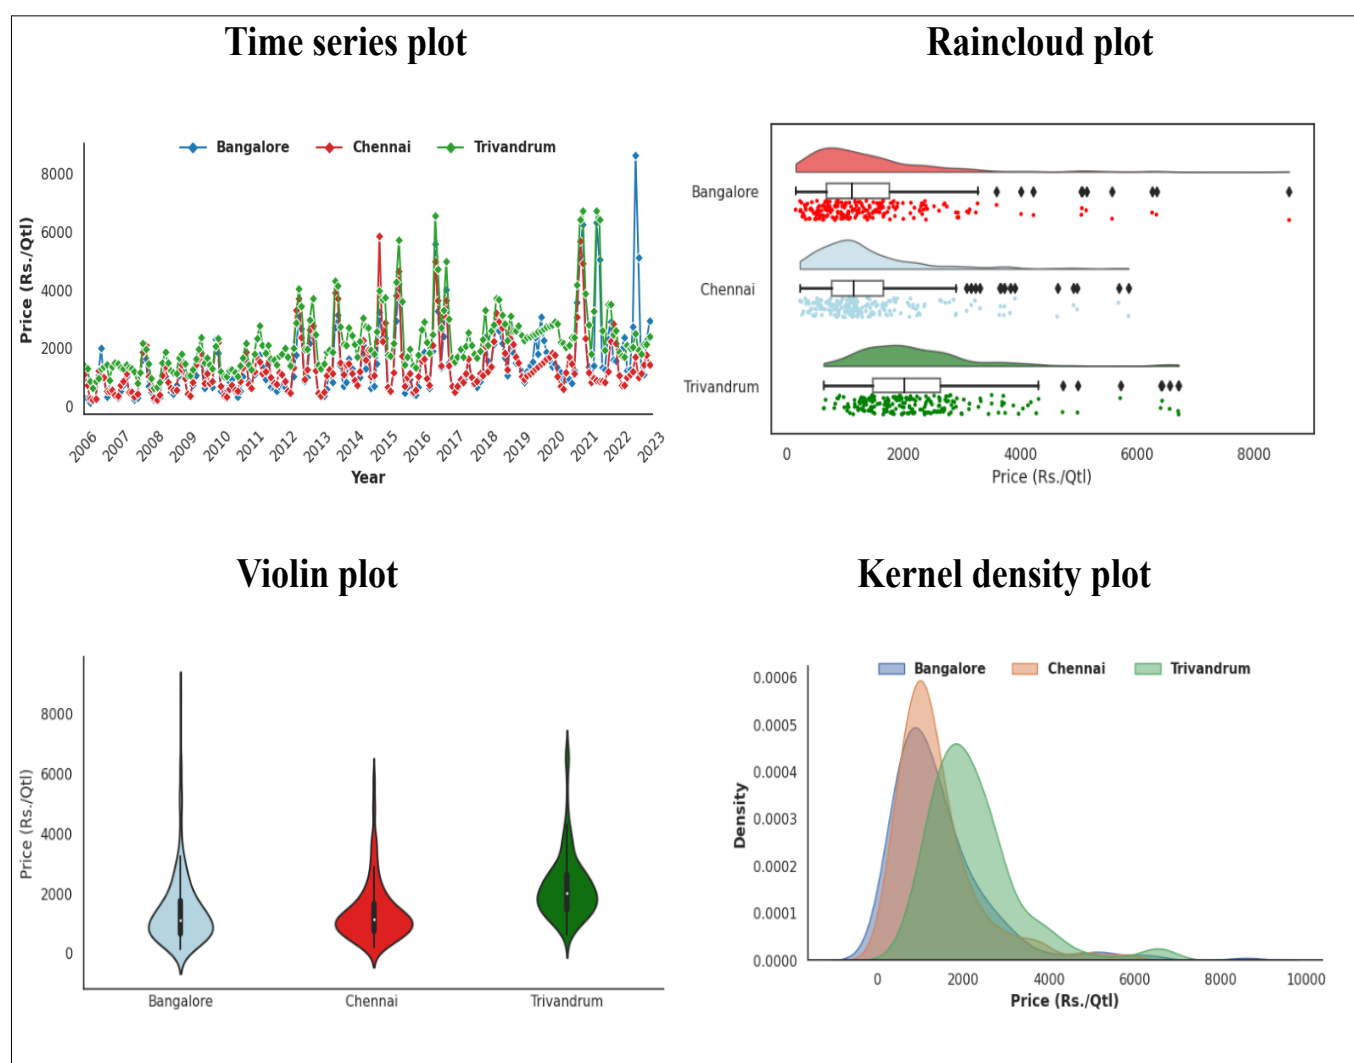 Time series plot
Raincloud plot
Bangalore Chennai Trivandrum
8000
6000
4000
2000
0
Price (Rs./Qtl)
2006 2007 2008 2009 2010 2011 2012 2013 2014 2015 2016 2017 2018 2019 2020 2021 2022 2023
Year
Bangalore
Chennai
Trivandrum
0 2000 4000 6000 8000
Price (Rs./Qtl)
Violin plot
Kernel density plot
8000
6000
4000
2000
0
Price (Rs./Qtl)
Bangalore Chennai Trivandrum
Bangalore Chennai Trivandrum
0.0006
0.0005
0.0004
0.0003
0.0002
0.0001
0.0000
Density
0 2000 4000 6000 8000 10000
Price (Rs./Qtl)